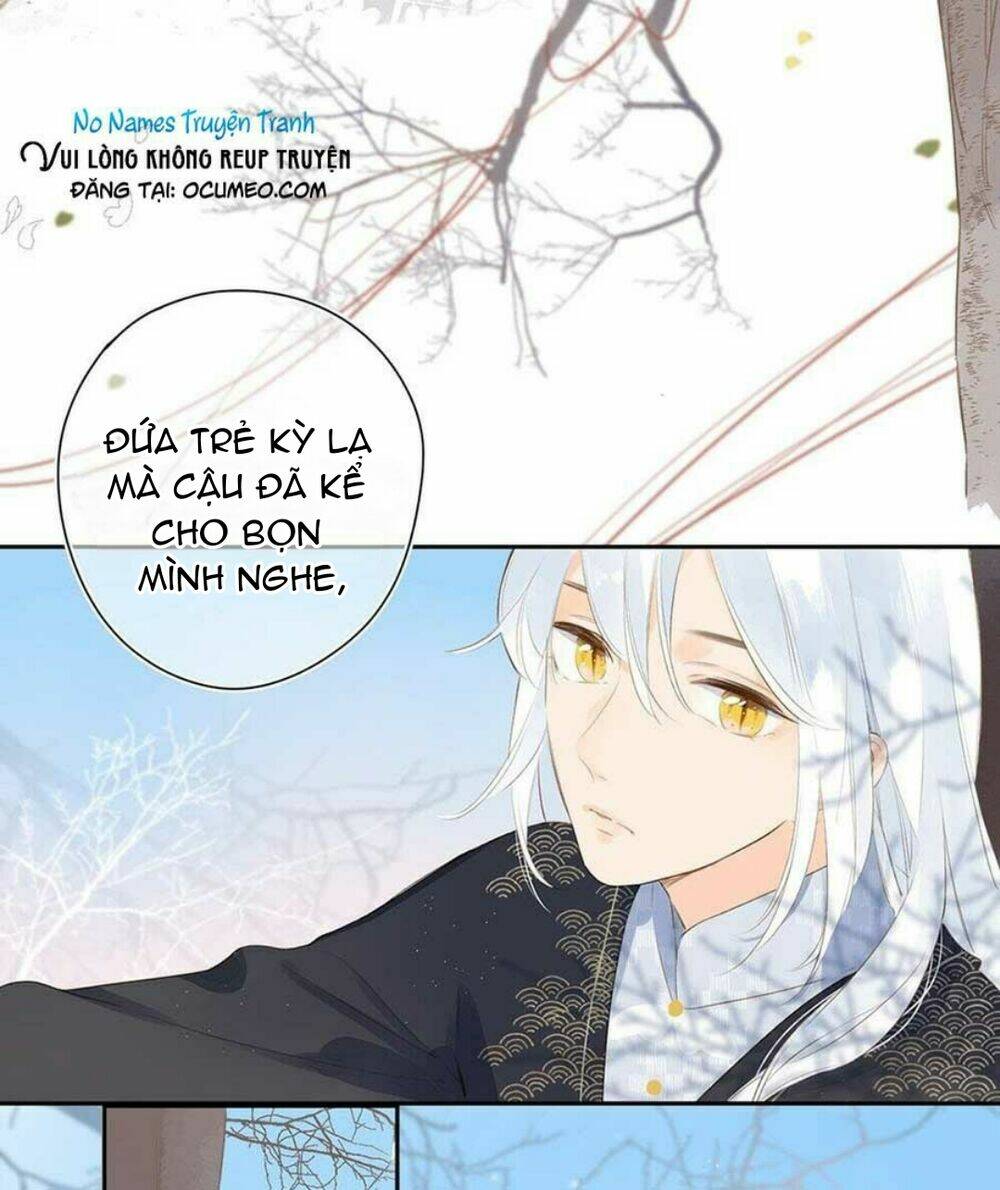 No Names Truyện Tranh
VUI LÒNG KHÔNG REUP TRUYỆN
ĐĂNG TẠI: OCUMEO.COM
ĐỨA TRẺ KỲ LẠ
MÀ CẬU ĐÃ KỂ
CHO BỌN
MÌNH NGHE,